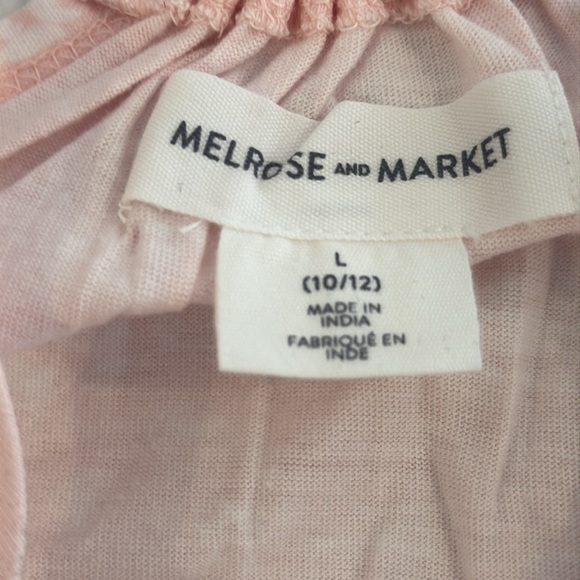 MELROSE AND MARKET
L
(10/12)
MADE IN
INDIA
FABRIQUÉ EN
INDE